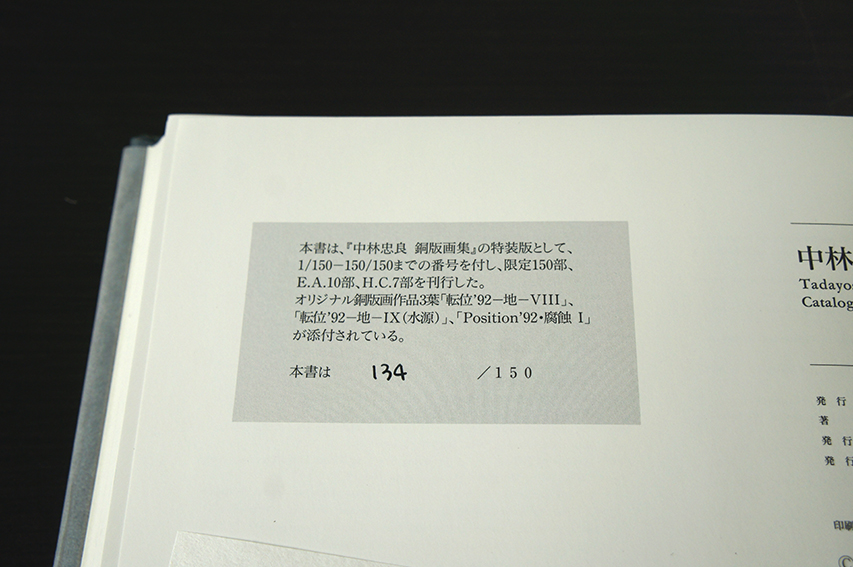 本書は、『中林忠良 銅版画集』の特装版として、
1/150−150/150までの番号を付し、限定150部、
E.A.10部、H.C.7部を刊行した。
オリジナル銅版画作品3葉「転位'92−地−VIII」、
「転位'92−地−IX(水源)」、「Position'92・腐蝕 I」
が添付されている。
本書は 134 /150
中林
Tadayos
Catalog
発 行
著
発 行
発 行
印刷
©